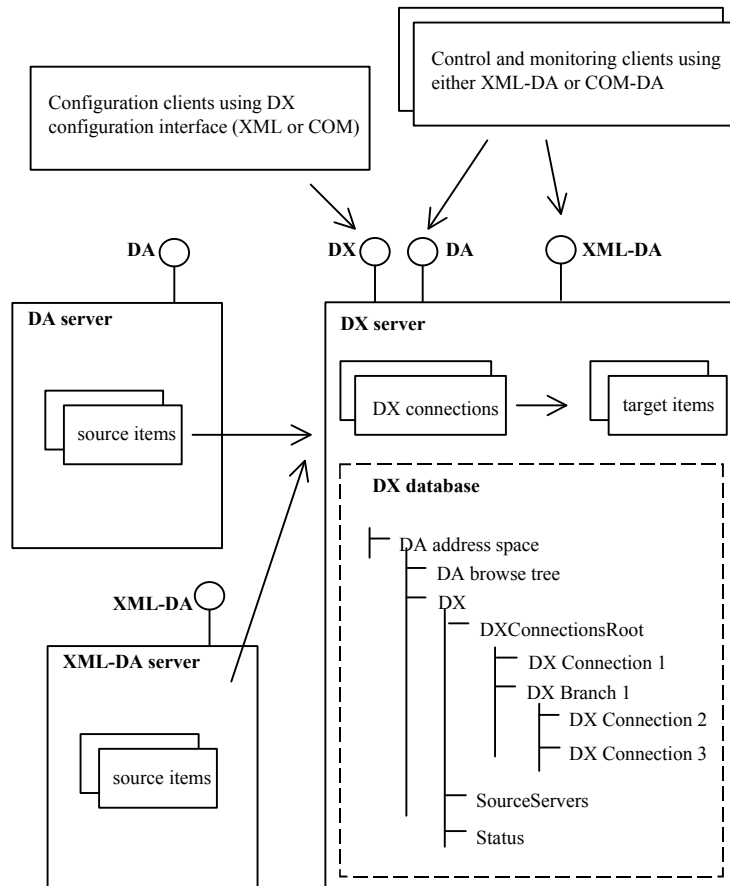 Control and monitoring clients using
either XML-DA or COM-DA
Configuration clients using DX
configuration interface (XML or COM)
DA
DX
DA
XML-DA
DA server
source items
DX server
DX connections
target items
XML-DA
XML-DA server
source items
DX database
DA address space
DA browse tree
DX
DXConnectionsRoot
DX Connection 1
DX Branch 1
DX Connection 2
DX Connection 3
SourceServers
Status